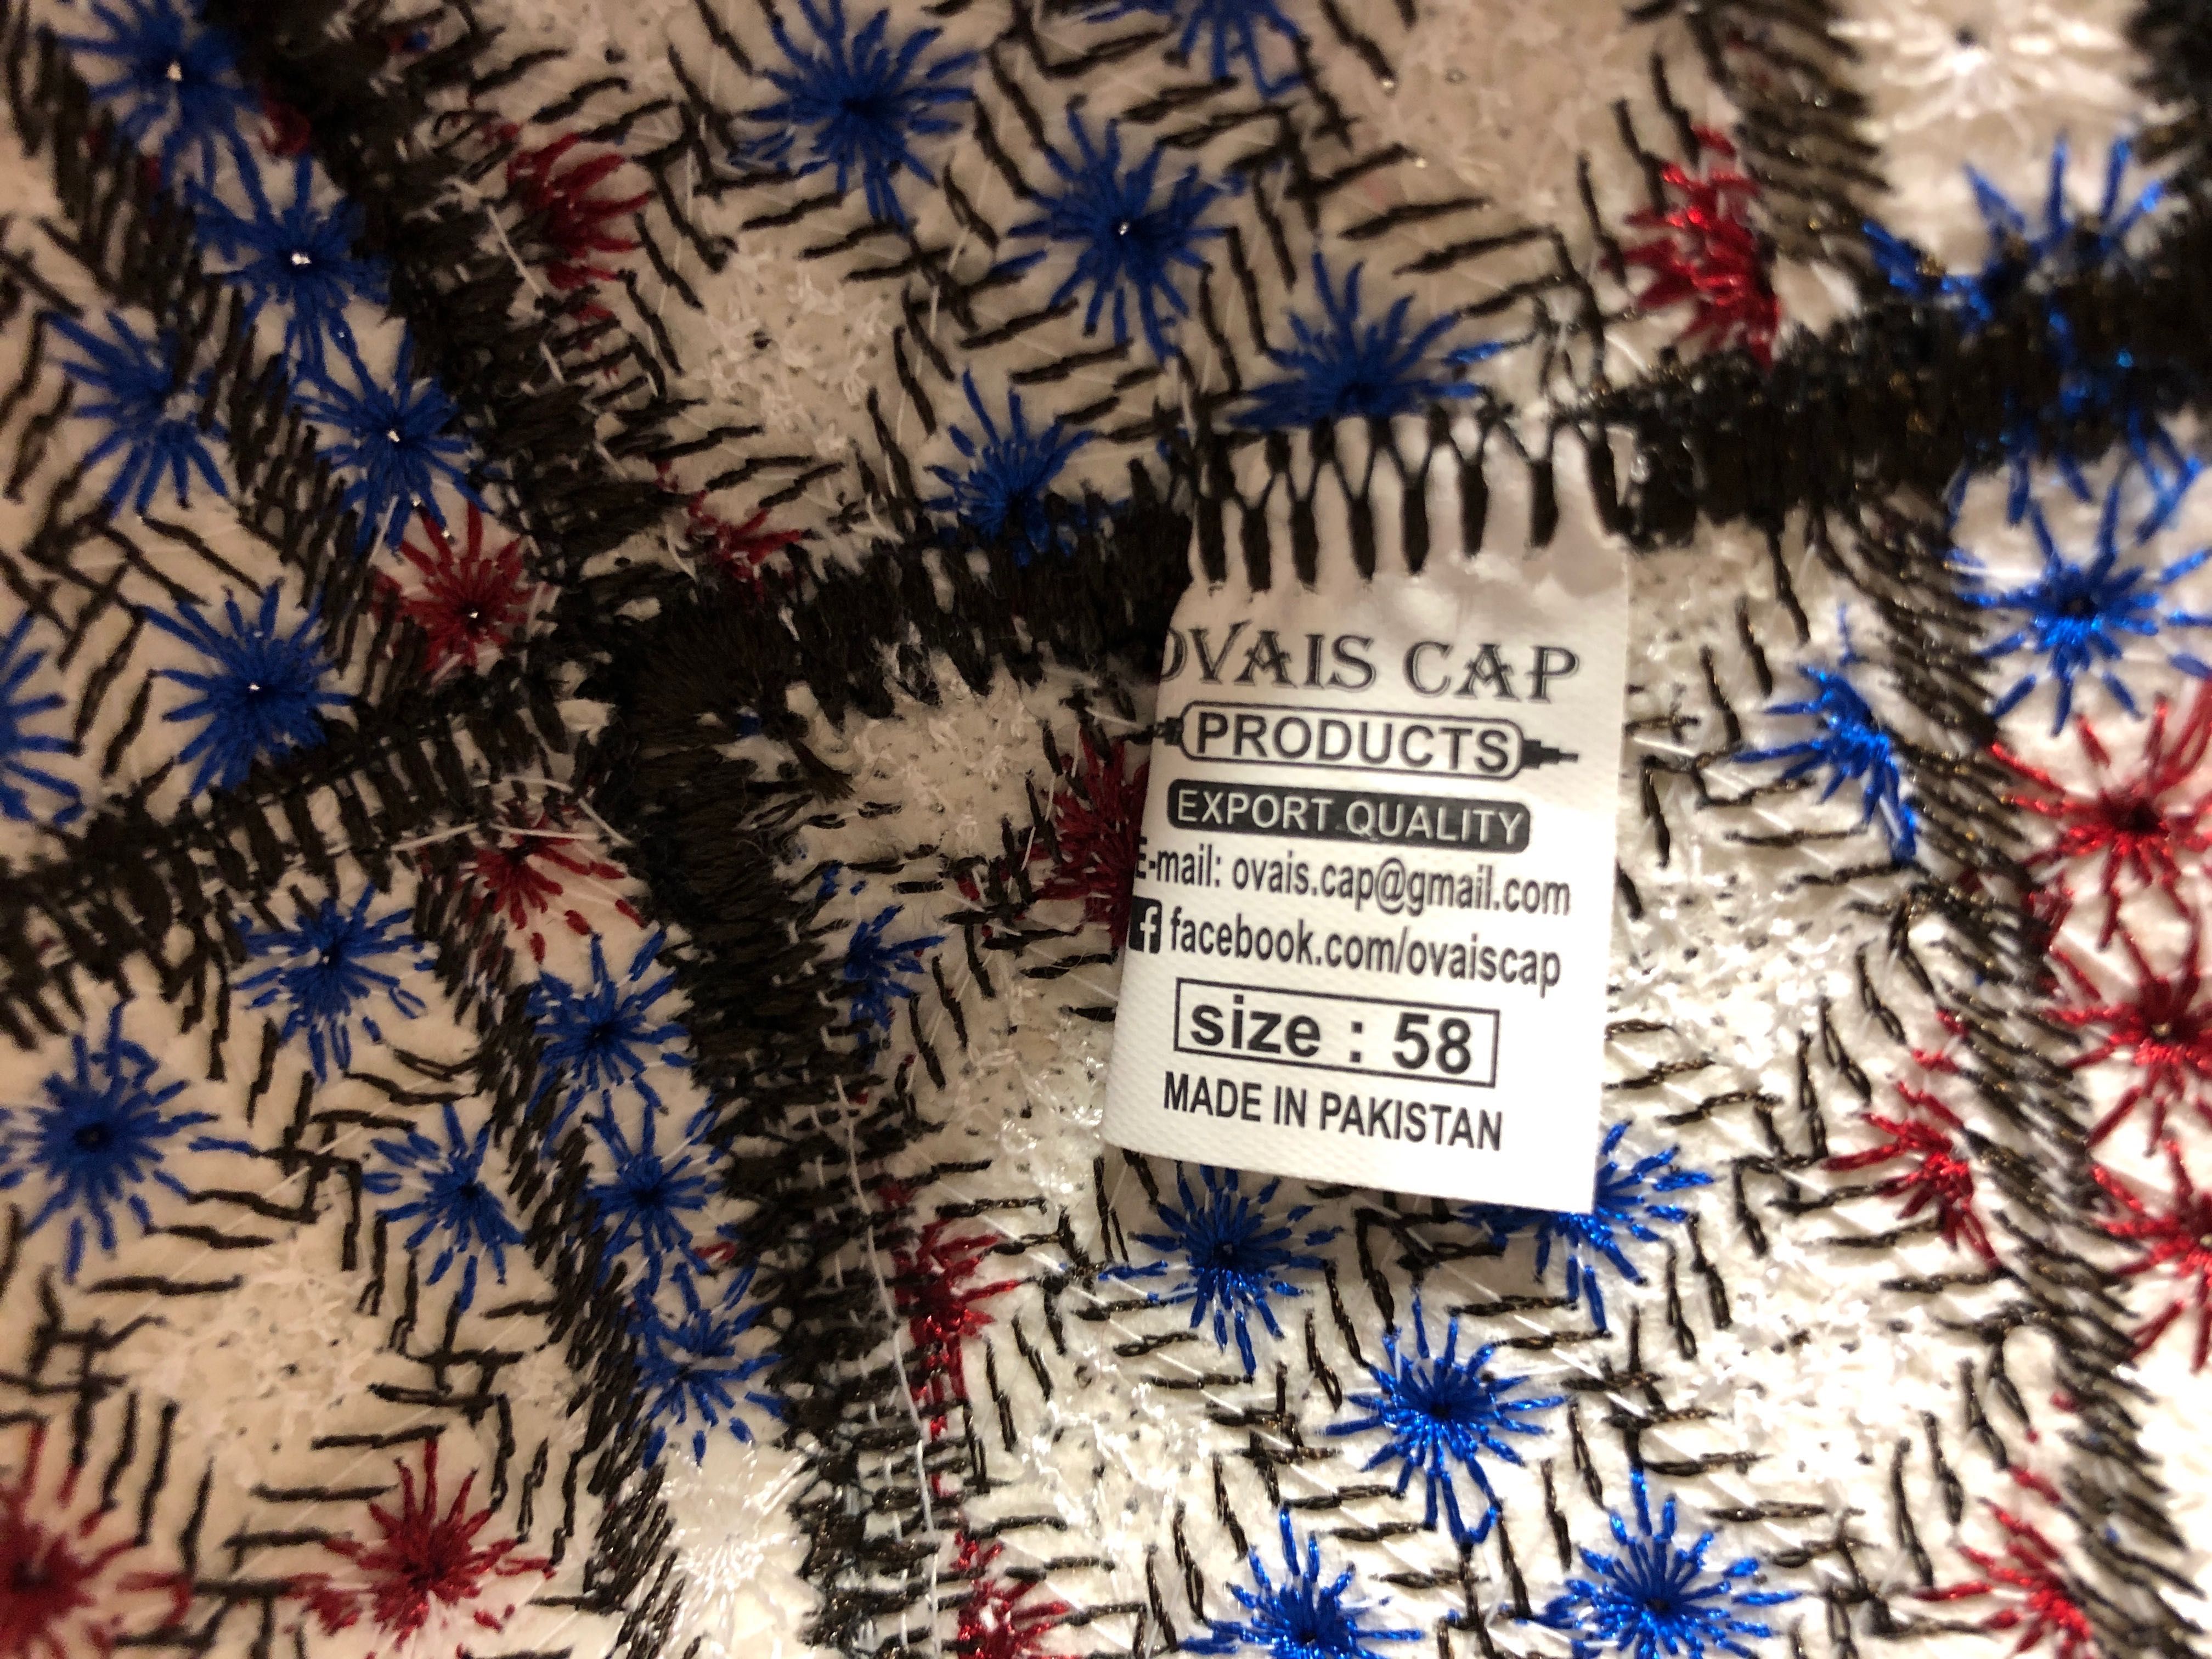 OVAIS CAP
PRODUCTS
EXPORT QUALITY
E-mail: ovais.cap@gmail.com
facebook.com/ovaiscap
size : 58
MADE IN PAKISTAN